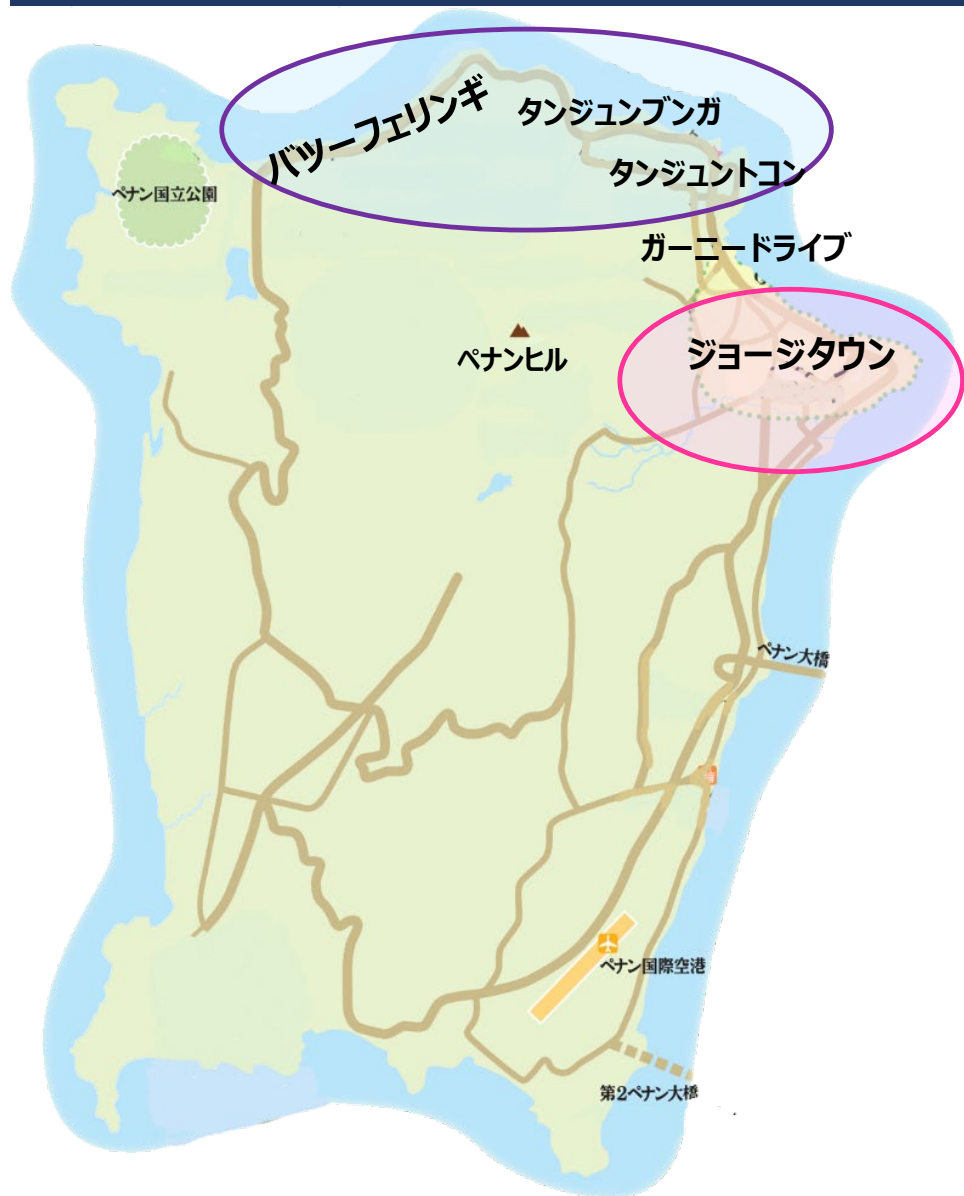 バツーフェリンギ
タンジュンブンガ
タンジュントコン
ペナン国立公園
ガーニードライブ
ペナンヒル
ジョージタウン
ペナン大橋
ペナン国際空港
第2ペナン大橋